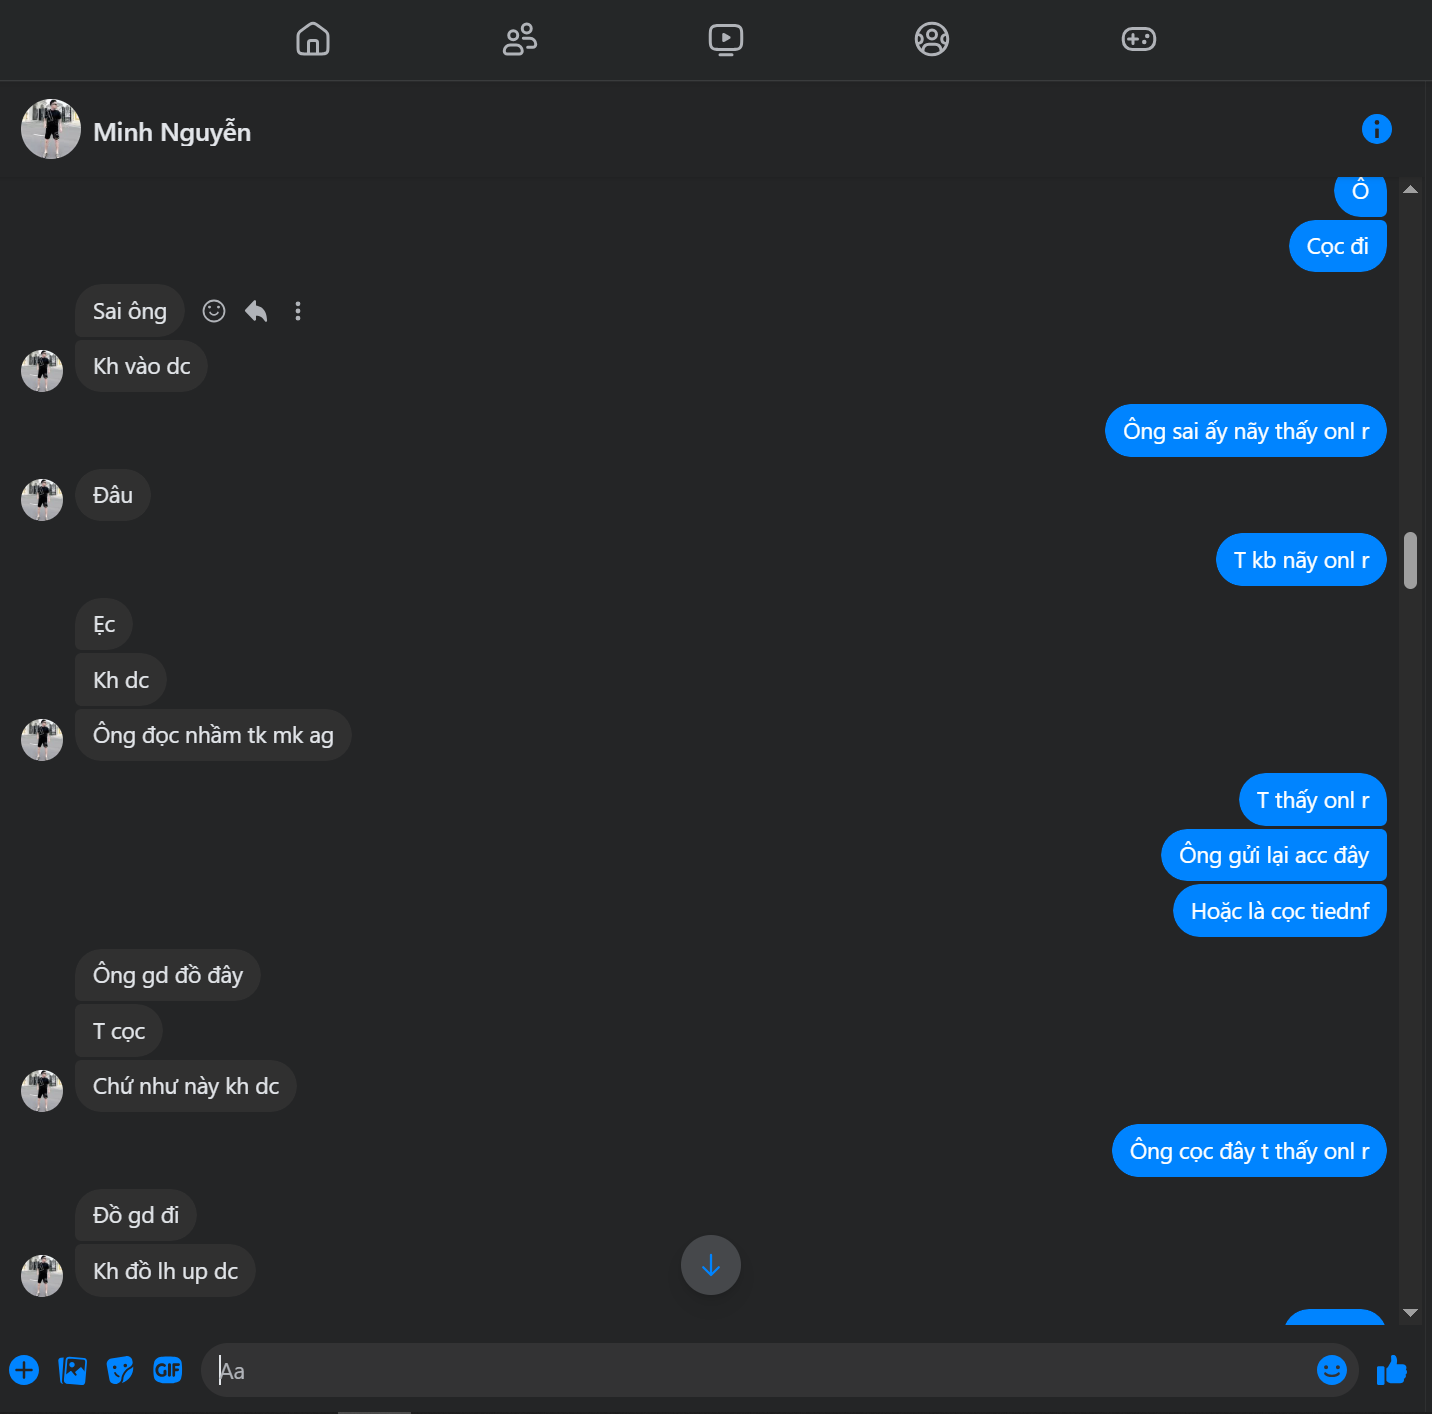 Minh Nguyễn
Ô
Cọc đi
Sai ông
Kh vào dc
Ông sai ấy nãy thấy onl r
Đâu
T kb nãy onl r
Ẹc
Kh dc
Ông đọc nhầm tk mk ag
T thấy onl r
Ông gửi lại acc đây
Hoặc là cọc tiednf
Ông gd đồ đây
T cọc
Chứ như này kh dc
Ông cọc đây t thấy onl r
Đồ gd đi
Kh đồ lh up dc
GIF
Aa